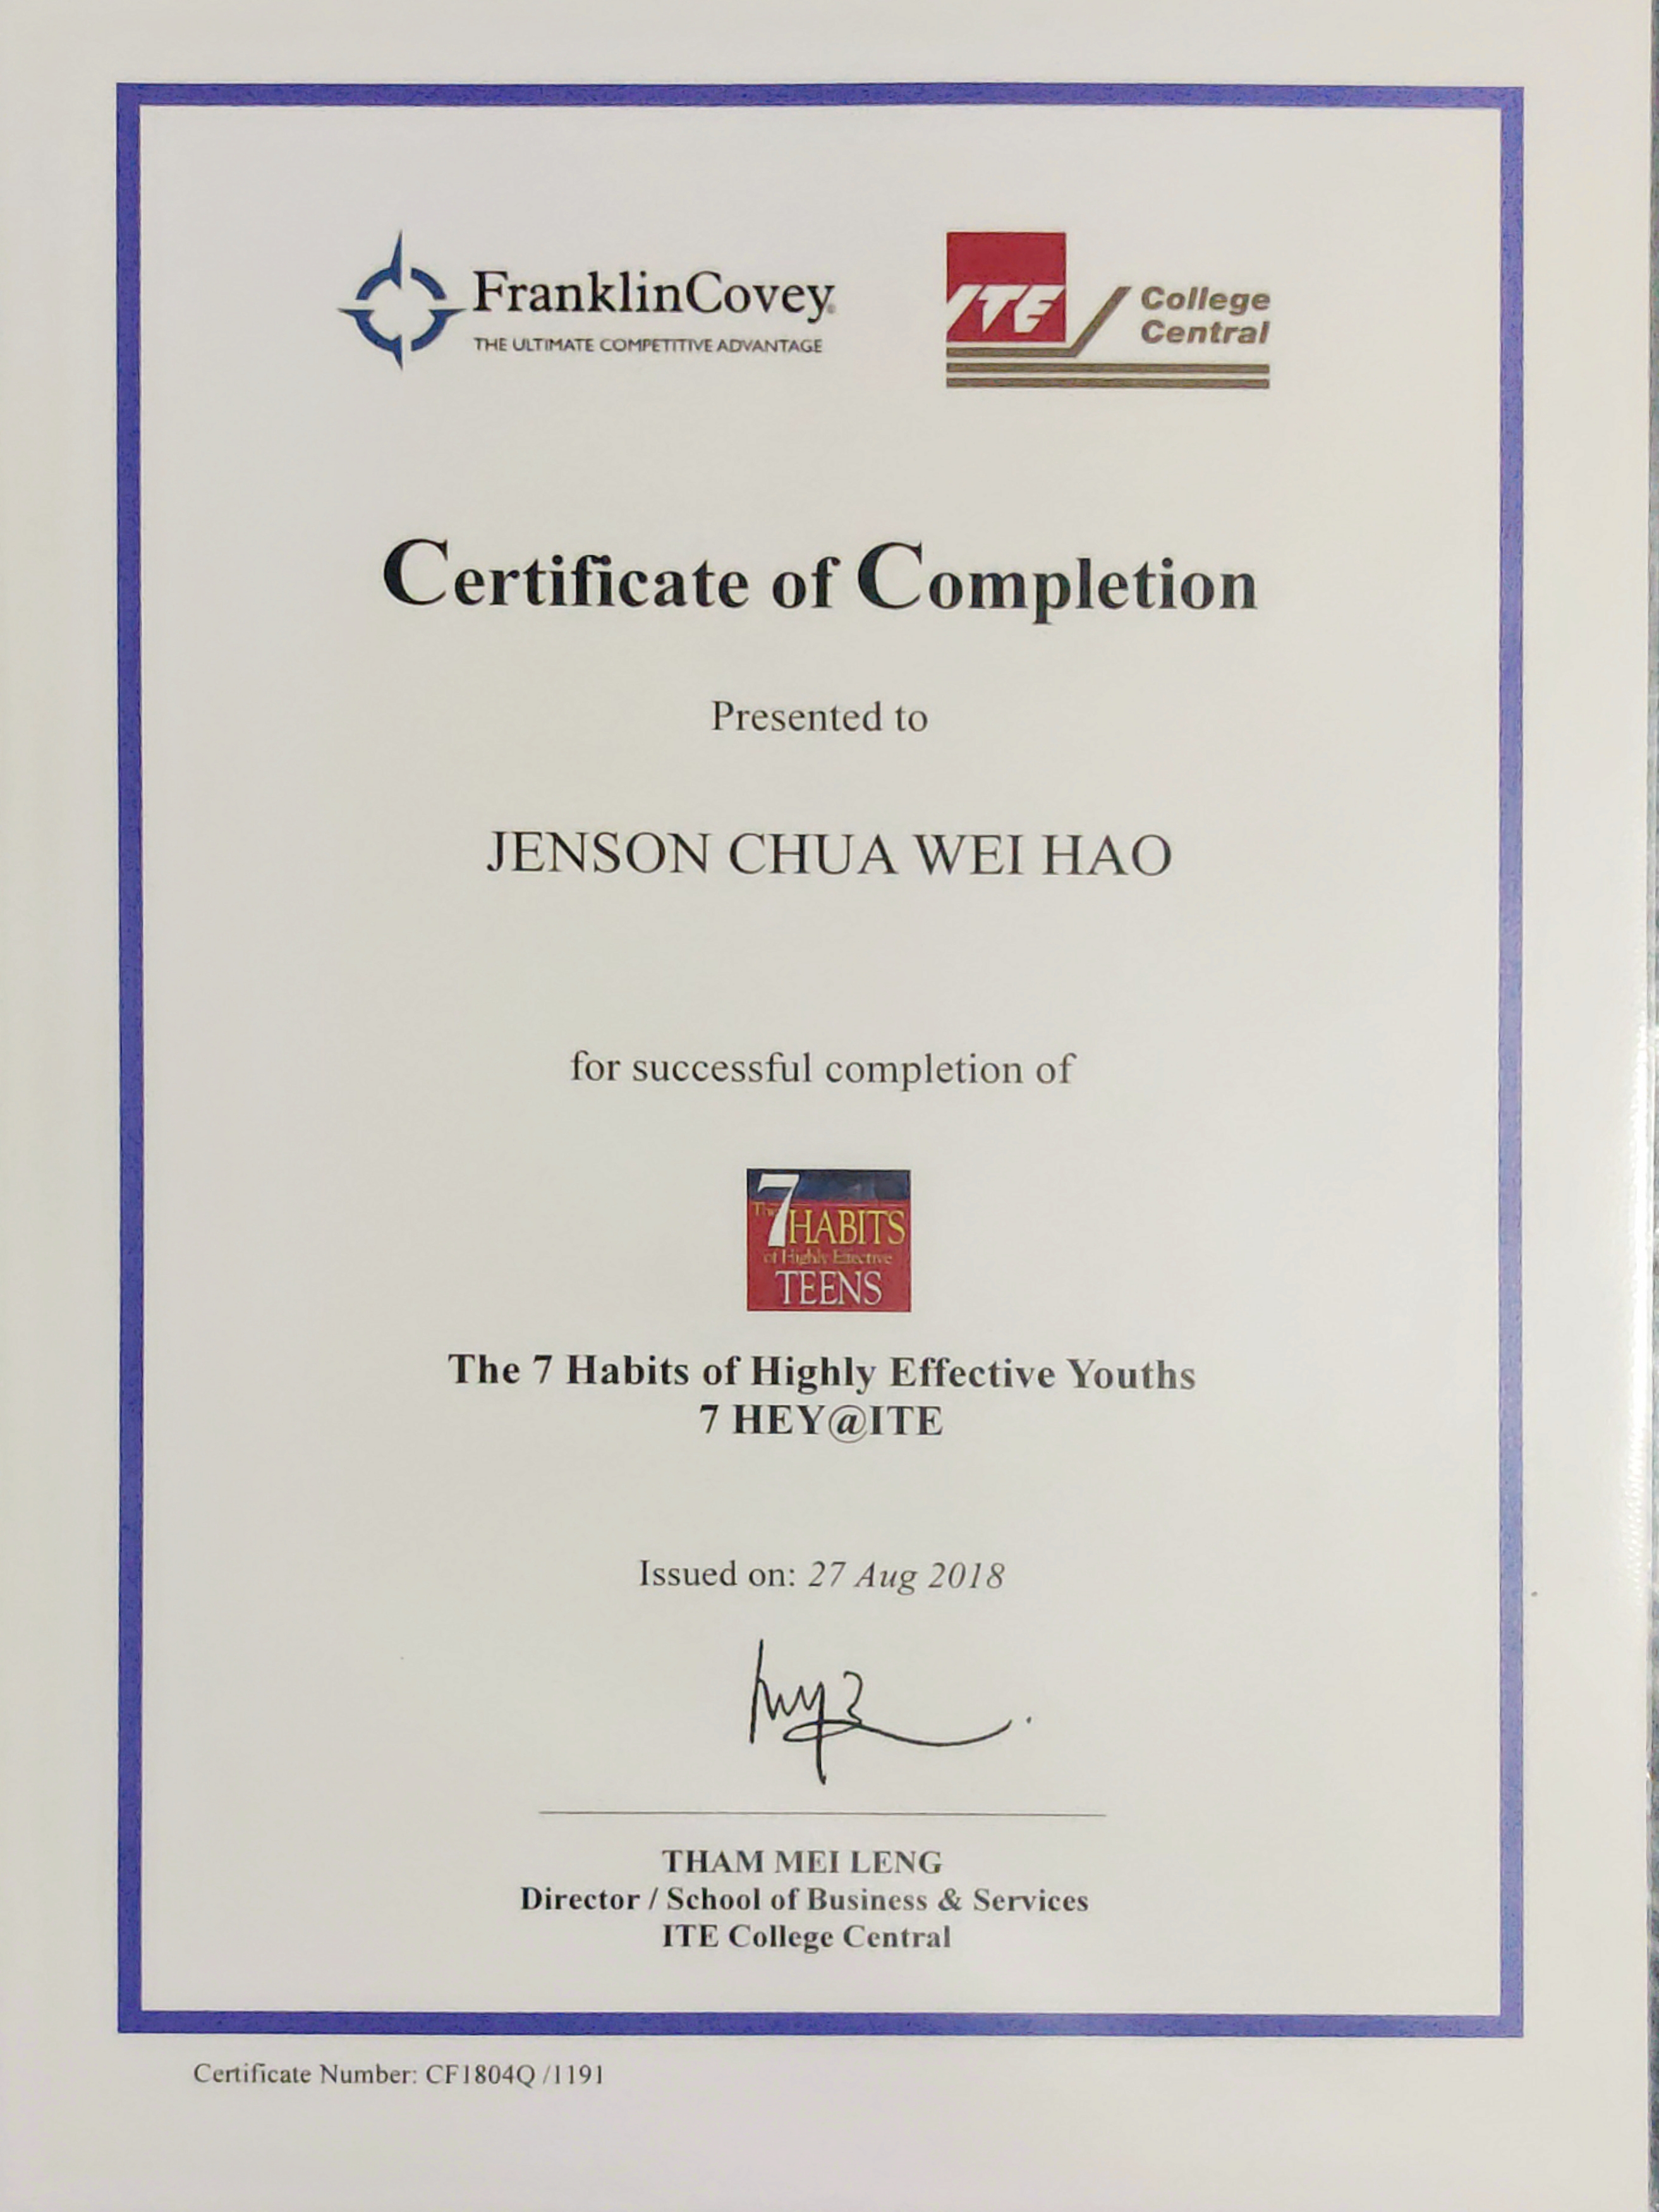 FranklinCovey
THE ULTIMATE COMPETITIVE ADVANTAGE
ITE
College
Central
Certificate of Completion
Presented to
JENSON CHUA WEI HAO
for successful completion of
The 7 HABITS
of Highly Effective
TEENS
The 7 Habits of Highly Effective Youths
7 HEY@ITE
Issued on: 27 Aug 2018
THAM MEI LENG
Director / School of Business & Services
ITE College Central
Certificate Number: CF1804Q /1191